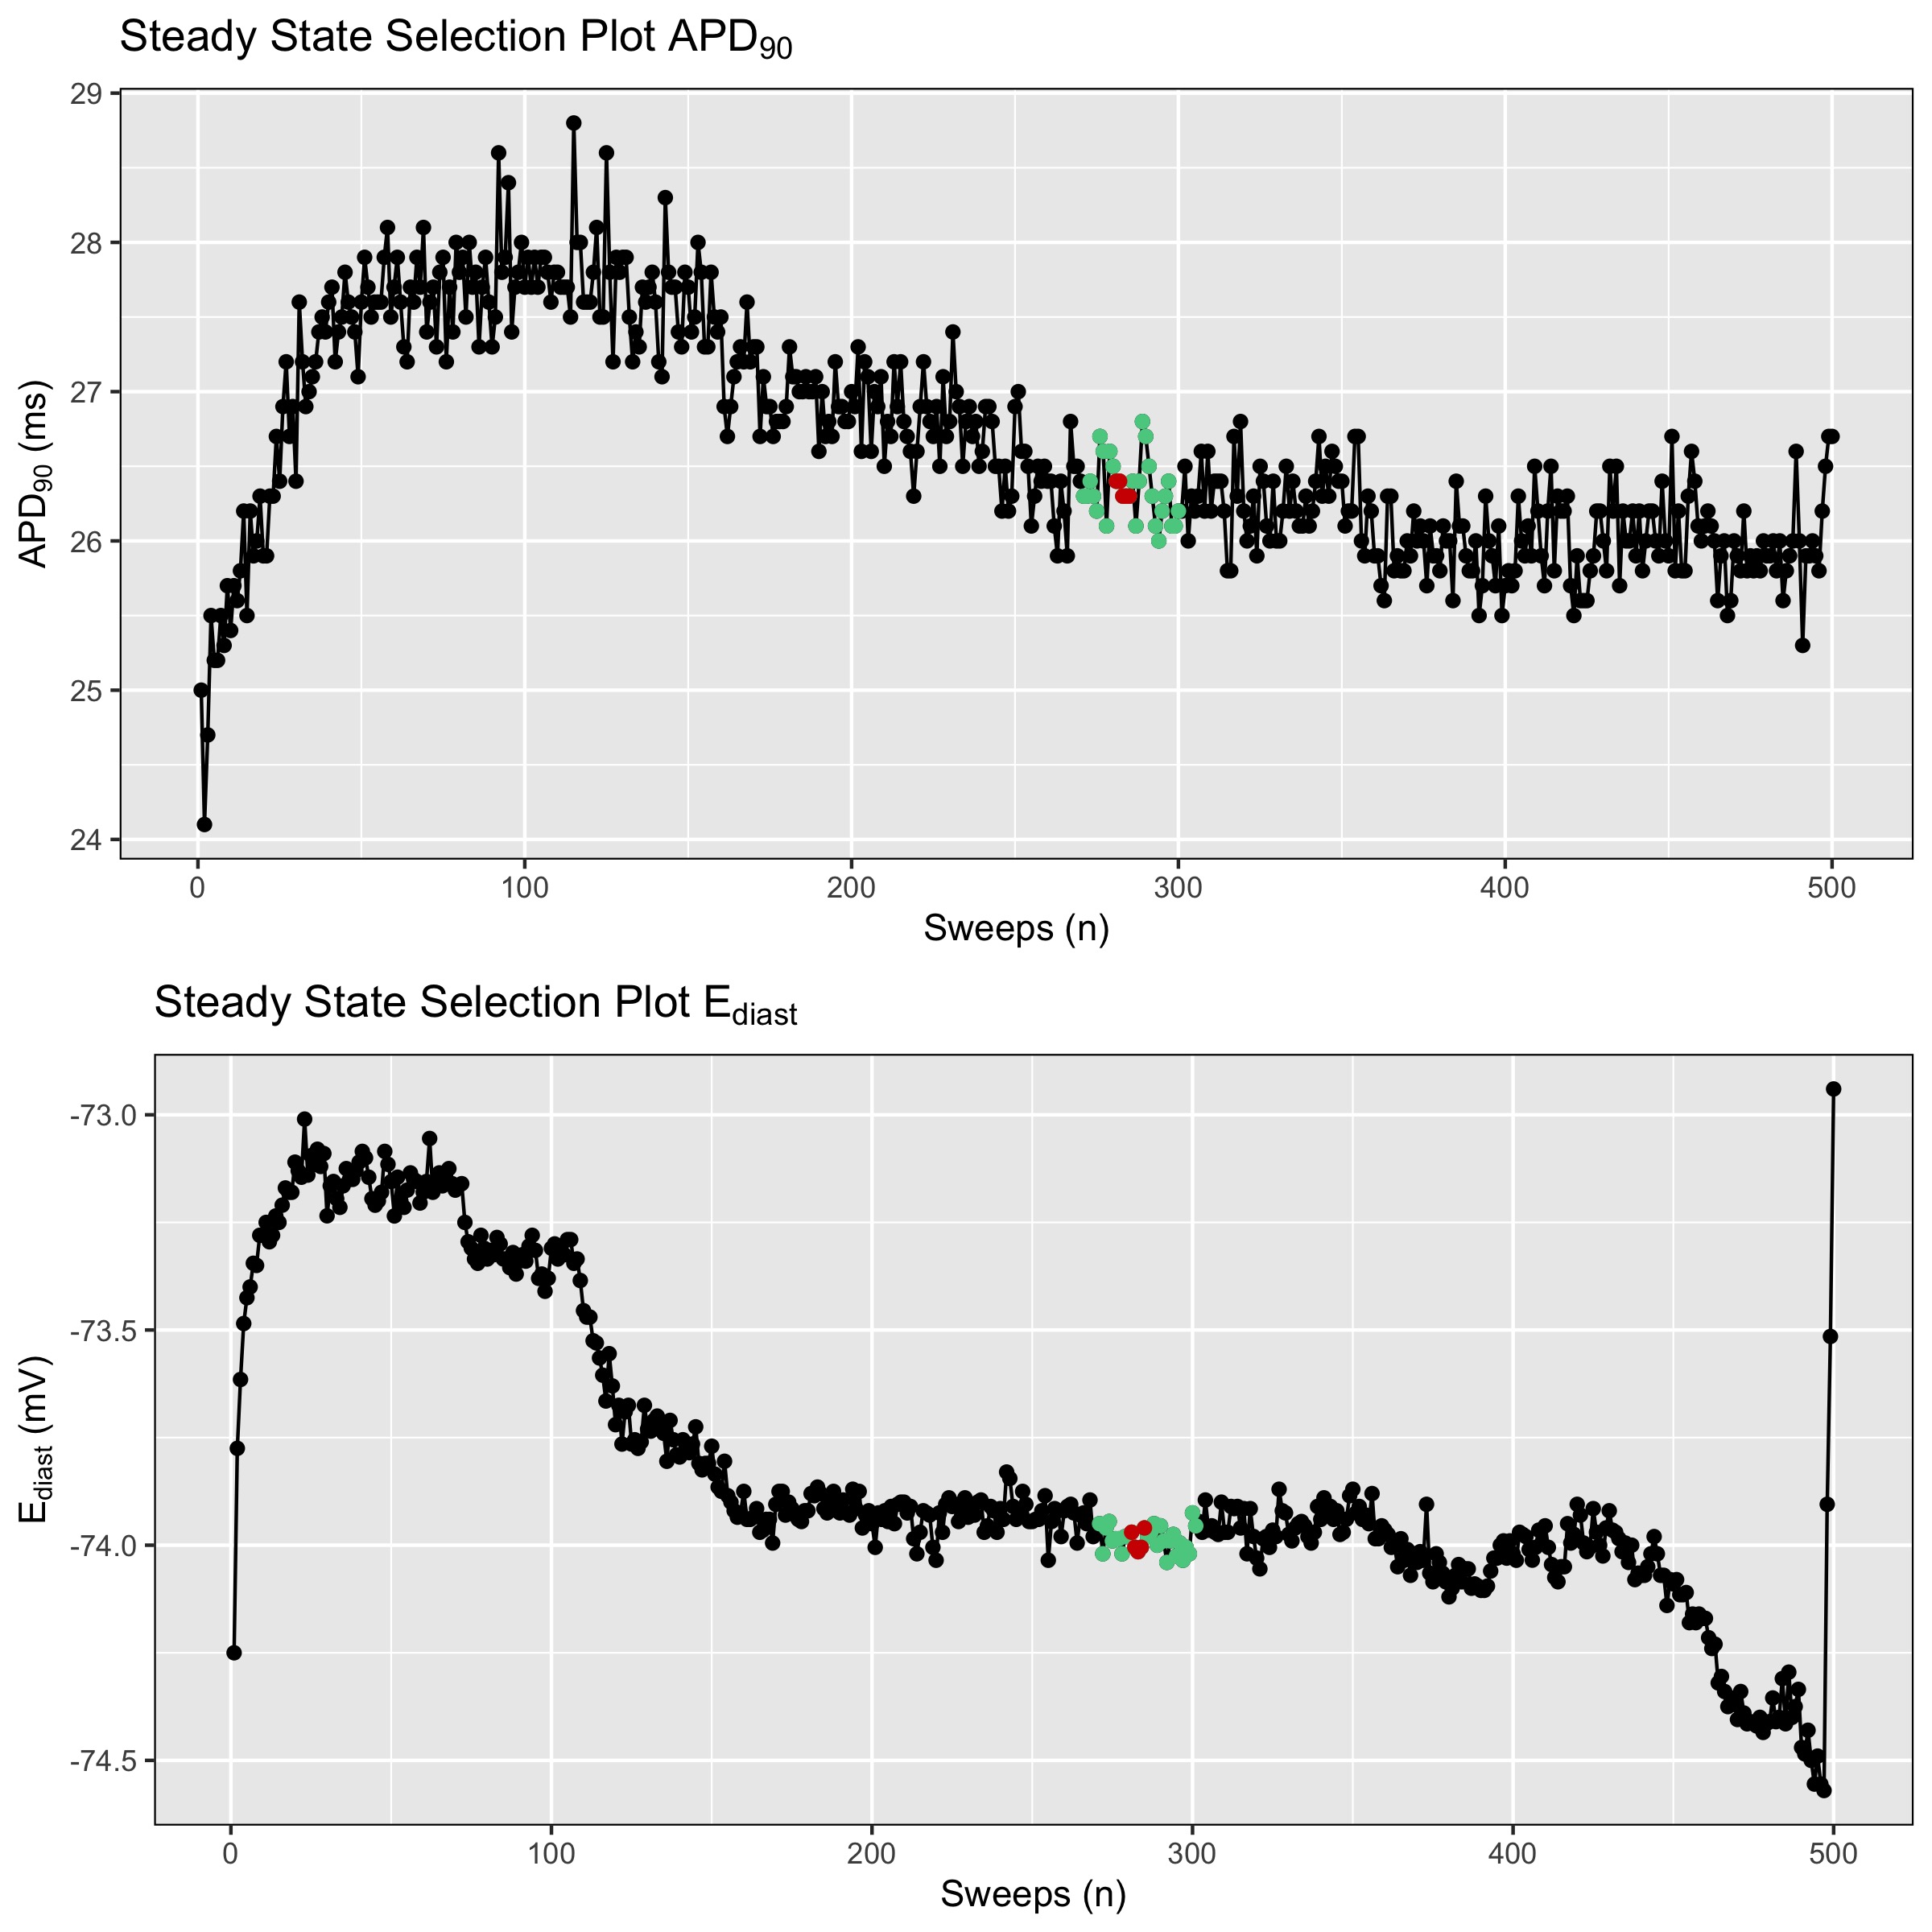 Steady State Selection Plot APD90
29
28
27
26
25
24
APD90 (ms)
0 100 200 300 400 500
Sweeps (n)
Steady State Selection Plot Ediast
-73.0
-73.5
-74.0
-74.5
Ediast (mV)
0 100 200 300 400 500
Sweeps (n)